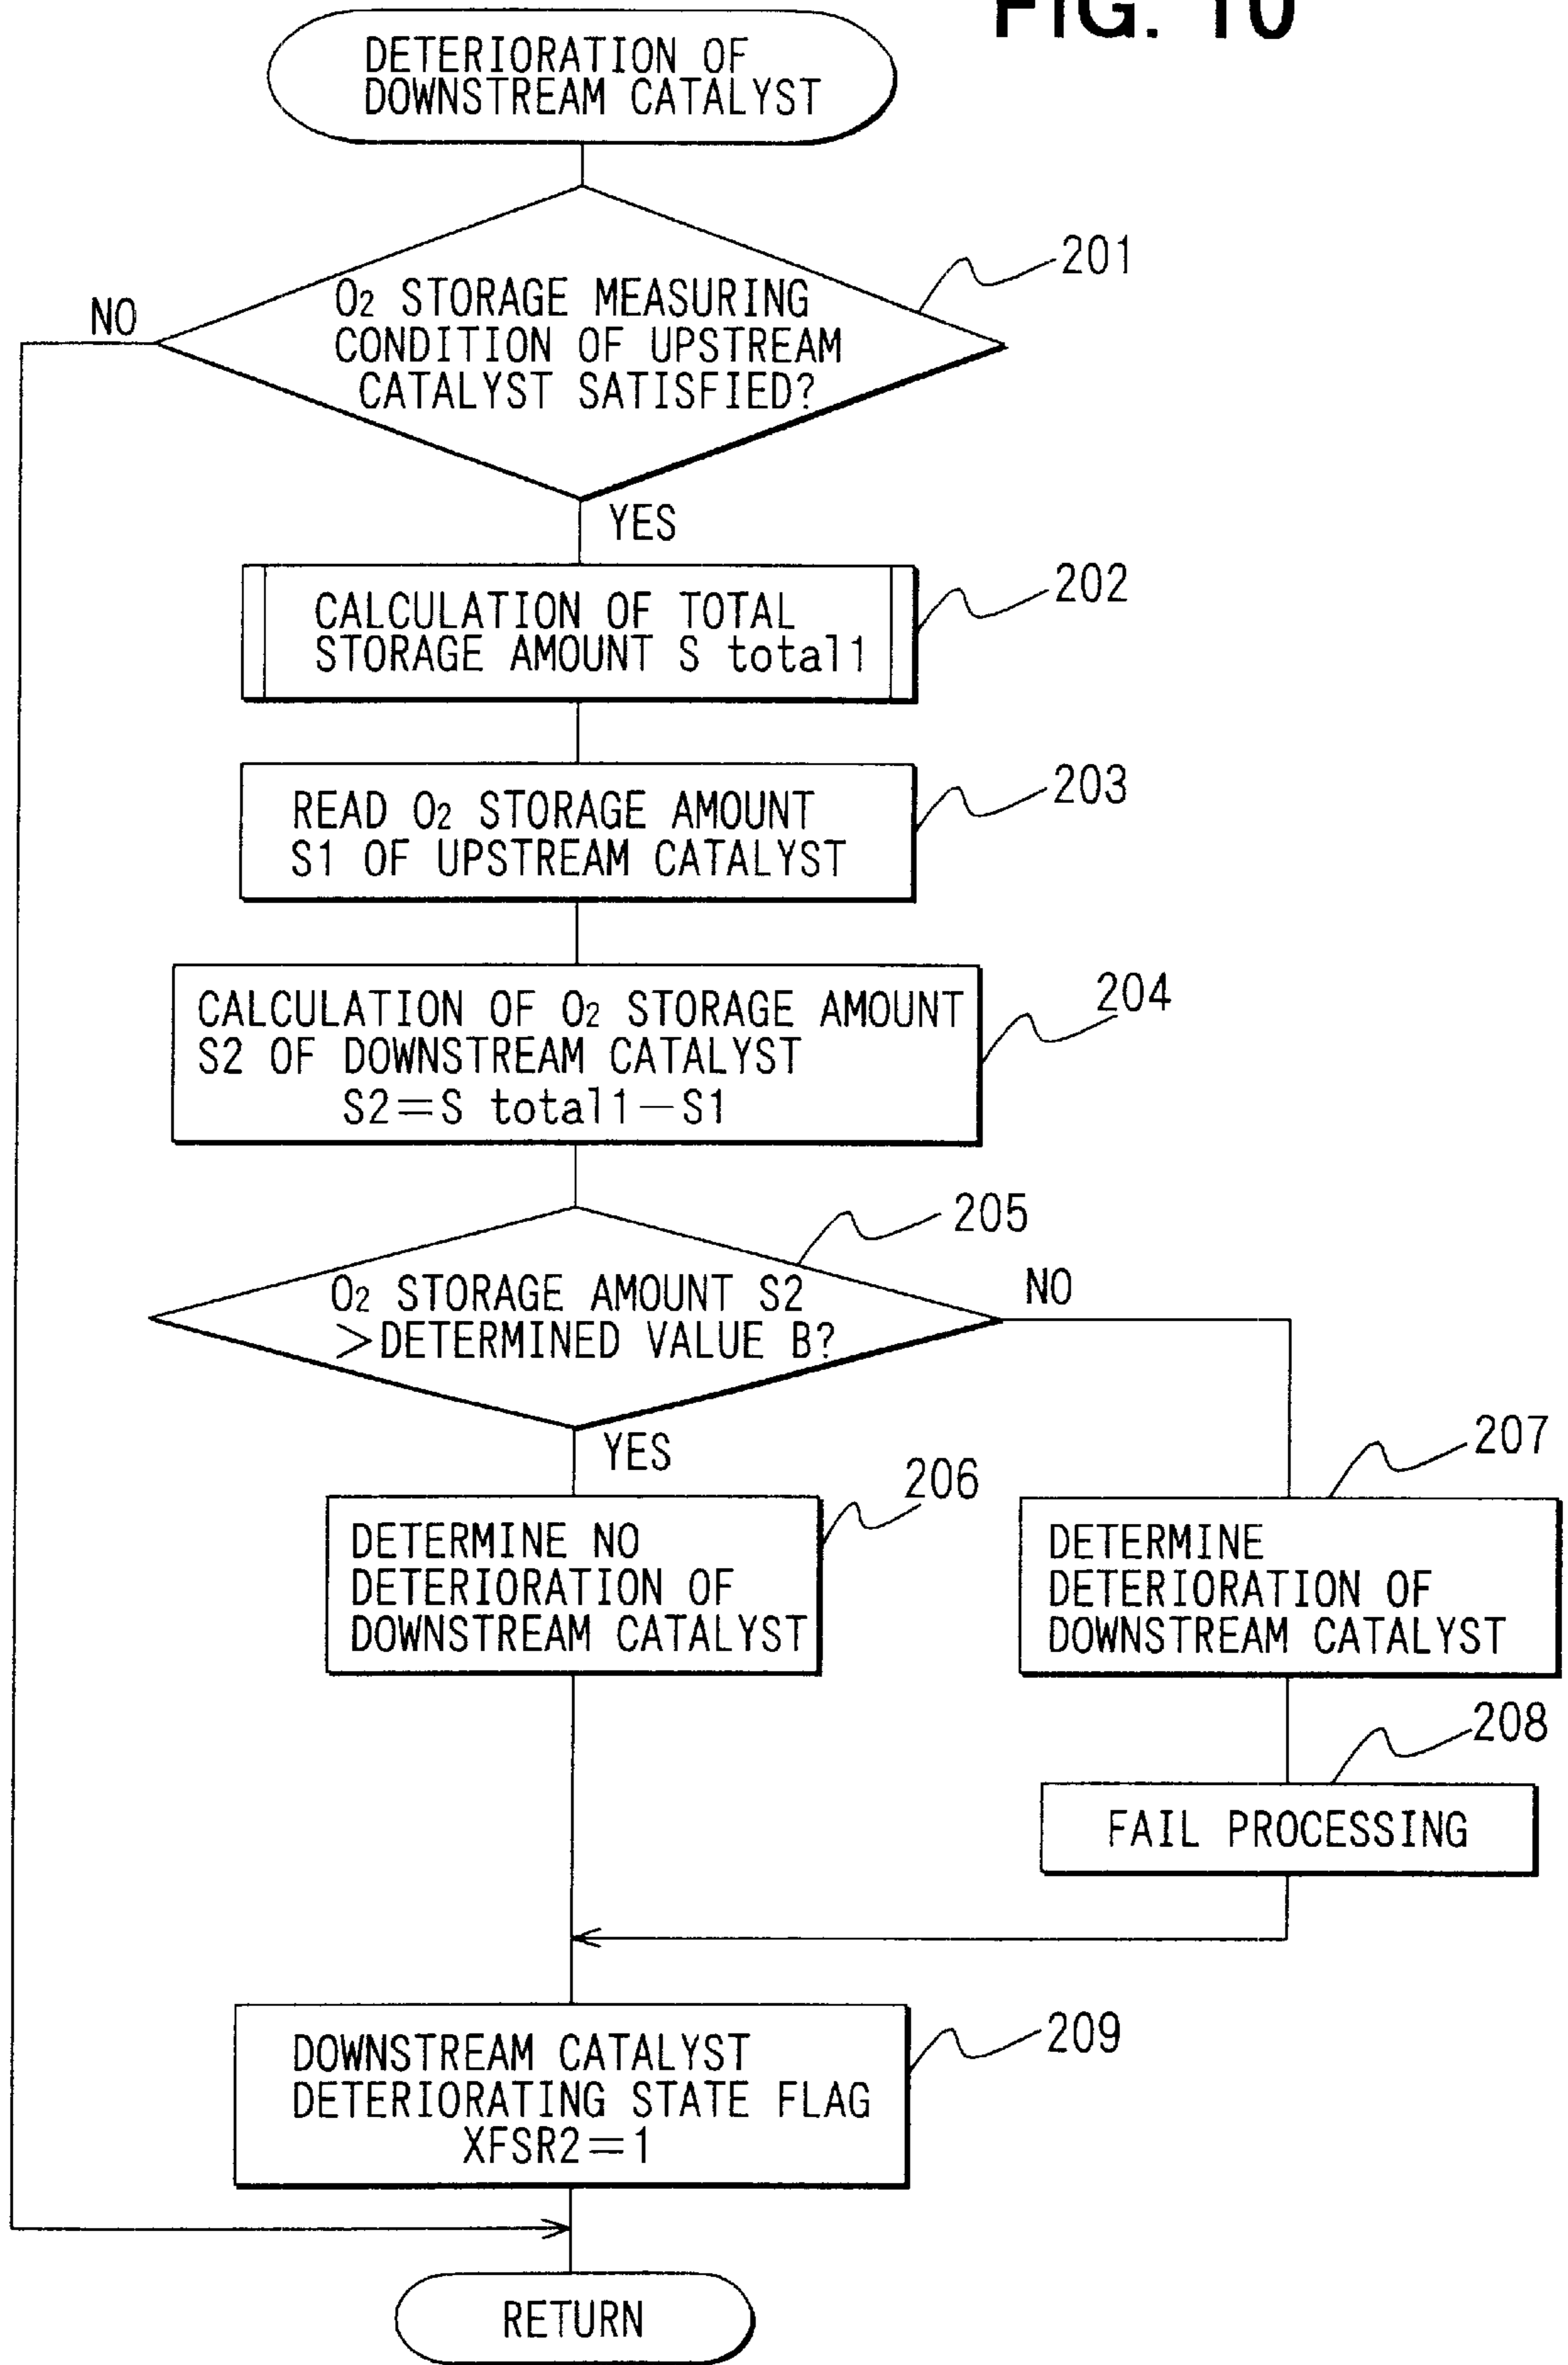 FIG. 10
DETERIORATION OF
DOWNSTREAM CATALYST
201
NO
O2 STORAGE MEASURING
CONDITION OF UPSTREAM
CATALYST SATISFIED?
YES
202
CALCULATION OF TOTAL
STORAGE AMOUNT S total1
203
READ O2 STORAGE AMOUNT
S1 OF UPSTREAM CATALYST
204
CALCULATION OF O2 STORAGE AMOUNT
S2 OF DOWNSTREAM CATALYST
S2=S total1−S1
205
O2 STORAGE AMOUNT S2
>DETERMINED VALUE B?
NO
YES
206
DETERMINE NO
DETERIORATION OF
DOWNSTREAM CATALYST
207
DETERMINE
DETERIORATION OF
DOWNSTREAM CATALYST
208
FAIL PROCESSING
209
DOWNSTREAM CATALYST
DETERIORATING STATE FLAG
XFSR2=1
RETURN